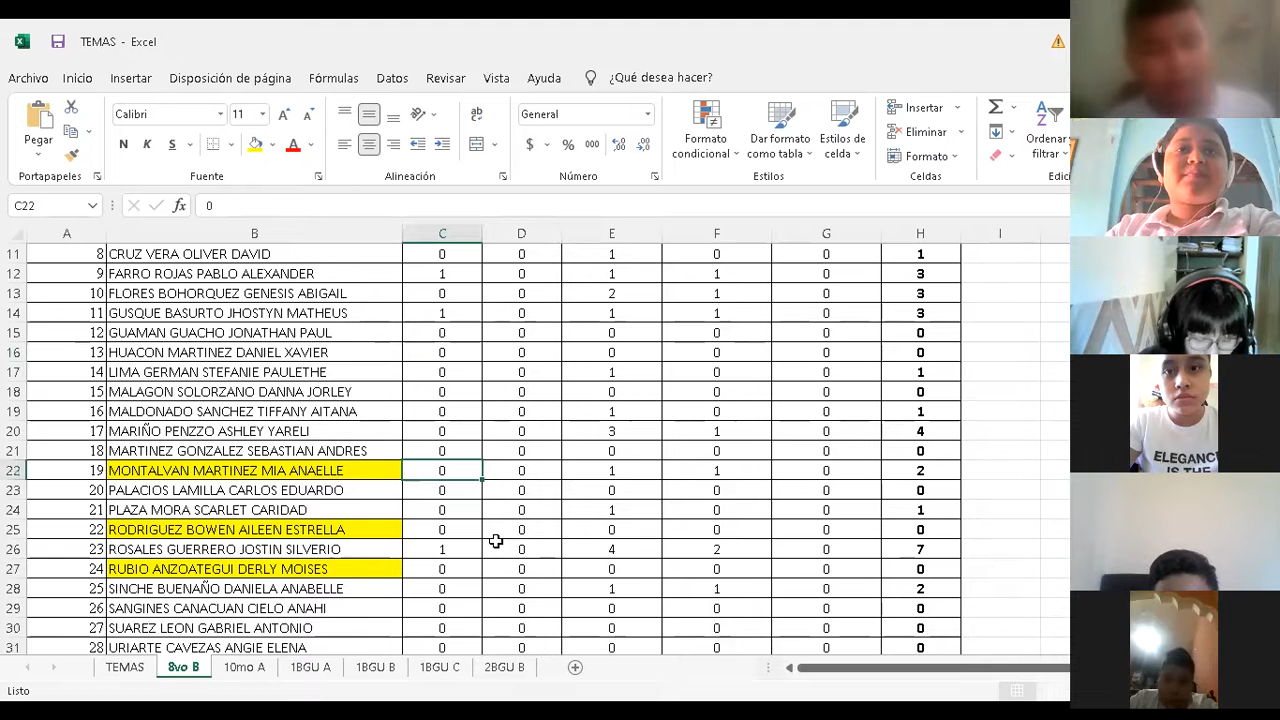 TEMAS - Excel
Archivo Inicio Insertar Disposición de página Fórmulas Datos Revisar Vista Ayuda ¿Qué desea hacer?
Pegar
Portapapeles
Calibri 11
N K S A
Fuente
Alineación
General
$ % 000
Número
Formato condicional
Dar formato como tabla
Estilos de celda
Estilos
Insertar
Eliminar
Formato
Celdas
Ordenar
filtrar
Edici
C22 fx 0
A B C D E F G H I
11 8 CRUZ VERA OLIVER DAVID 0 0 1 0 0 1
12 9 FARRO ROJAS PABLO ALEXANDER 1 0 1 1 0 3
13 10 FLORES BOHORQUEZ GENESIS ABIGAIL 0 0 2 1 0 3
14 11 GUSQUE BASURTO JHOSTYN MATHEUS 1 0 1 1 0 3
15 12 GUAMAN GUACHO JONATHAN PAUL 0 0 0 0 0 0
16 13 HUACON MARTINEZ DANIEL XAVIER 0 0 0 0 0 0
17 14 LIMA GERMAN STEFANIE PAULETHE 0 0 1 0 0 1
18 15 MALAGON SOLORZANO DANNA JORLEY 0 0 0 0 0 0
19 16 MALDONADO SANCHEZ TIFFANY AITANA 0 0 1 0 0 1
20 17 MARIÑO PENZZO ASHLEY YARELI 0 0 3 1 0 4
21 18 MARTINEZ GONZALEZ SEBASTIAN ANDRES 0 0 0 0 0 0
22 19 MONTALVAN MARTINEZ MIA ANAELLE 0 0 1 1 0 2
23 20 PALACIOS LAMILLA CARLOS EDUARDO 0 0 0 0 0 0
24 21 PLAZA MORA SCARLET CARIDAD 0 0 1 0 0 1
25 22 RODRIGUEZ BOWEN AILEEN ESTRELLA 0 0 0 0 0 0
26 23 ROSALES GUERRERO JOSTIN SILVERIO 1 0 4 2 0 7
27 24 RUBIO ANZOATEGUI DERLY MOISES 0 0 0 0 0 0
28 25 SINCHE BUENAÑO DANIELA ANABELLE 0 0 1 1 0 2
29 26 SANGINES CANACUAN CIELO ANAHI 0 0 0 0 0 0
30 27 SUAREZ LEON GABRIEL ANTONIO 0 0 0 0 0 0
31 28 URIARTE CAVEZAS ANGIE ELENA 0 0 0 0 0 0
TEMAS 8vo B 10mo A 1BGU A 1BGU B 1BGU C 2BGU B
Listo
ELEGANCE
IS THE